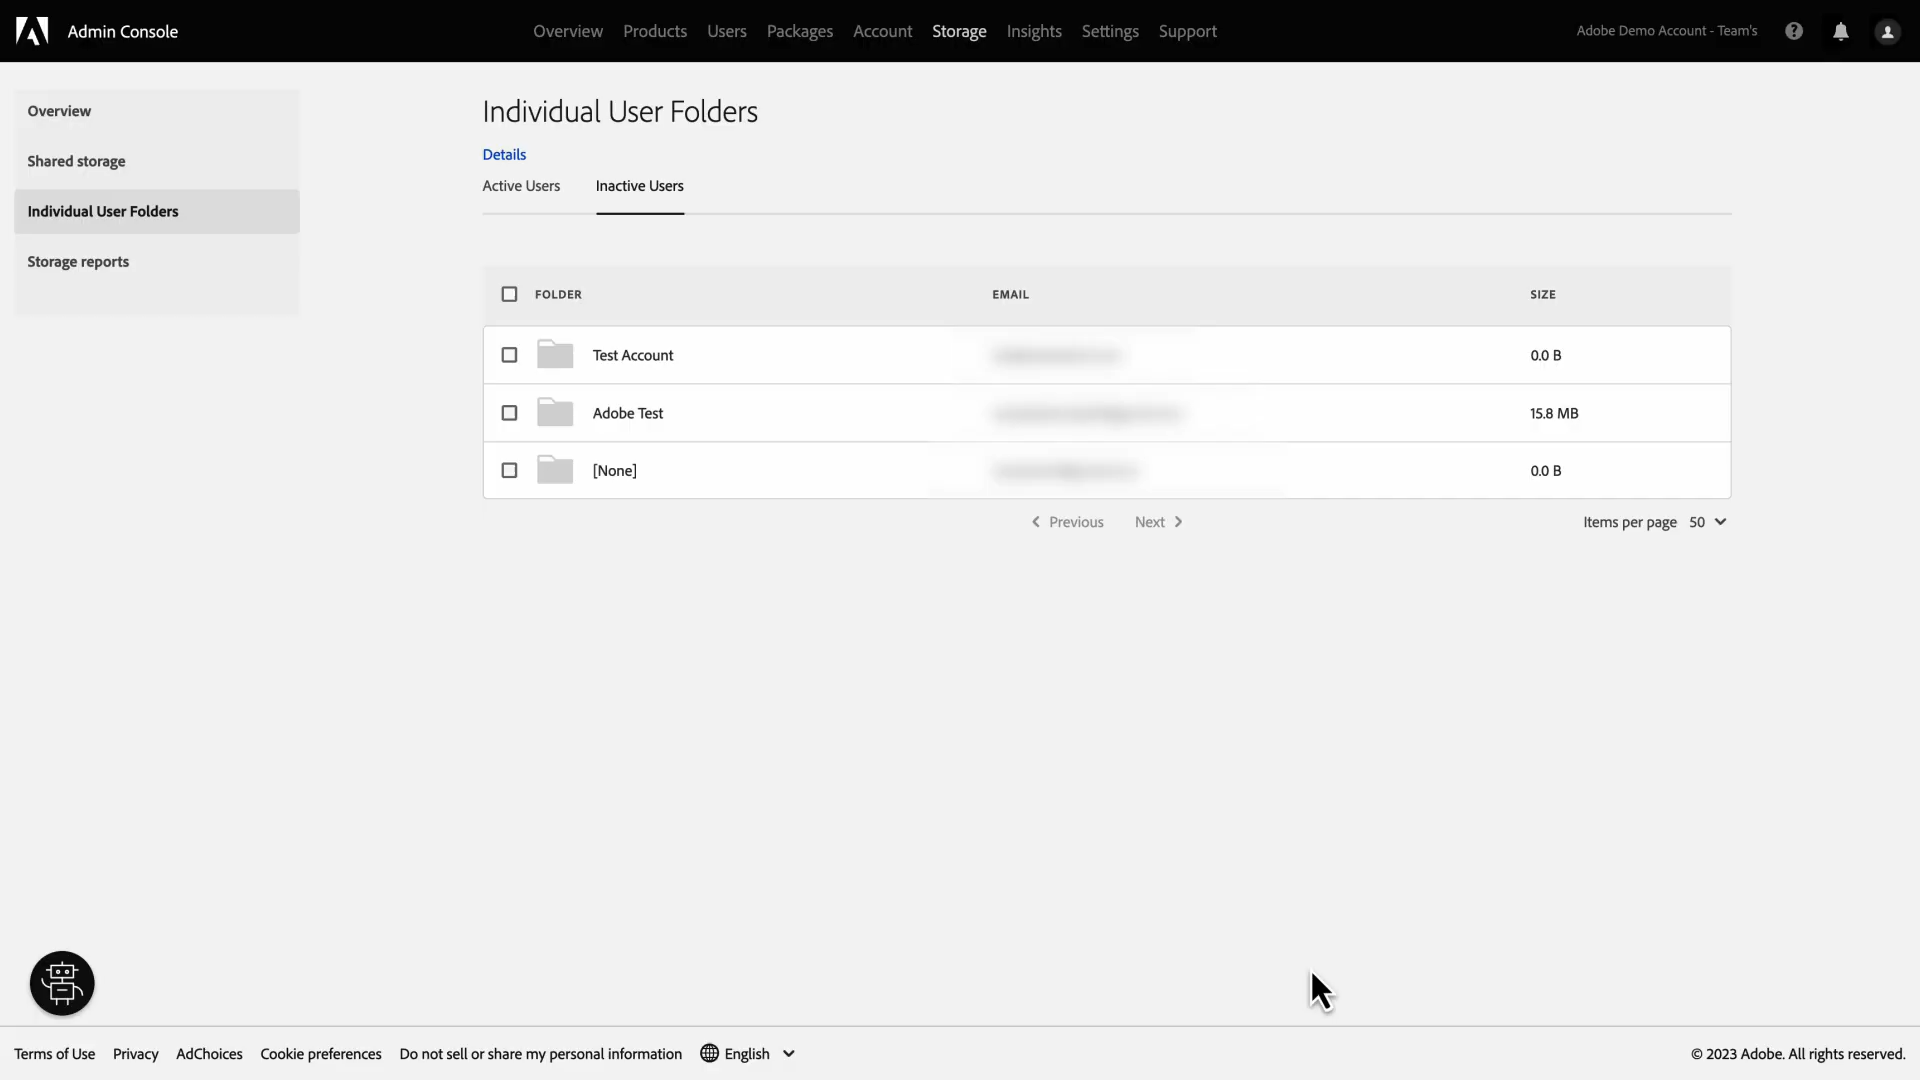 Admin Console
Overview Products Users Packages Account Storage Insights Settings Support
Adobe Demo Account - Team's
Overview
Shared storage
Individual User Folders
Storage reports
Individual User Folders
Details
Active Users Inactive Users
FOLDER EMAIL SIZE
Test Account 0.0 B
Adobe Test 15.8 MB
[None] 0.0 B
Previous Next Items per page 50
Terms of Use Privacy AdChoices Cookie preferences Do not sell or share my personal information English © 2023 Adobe. All rights reserved.